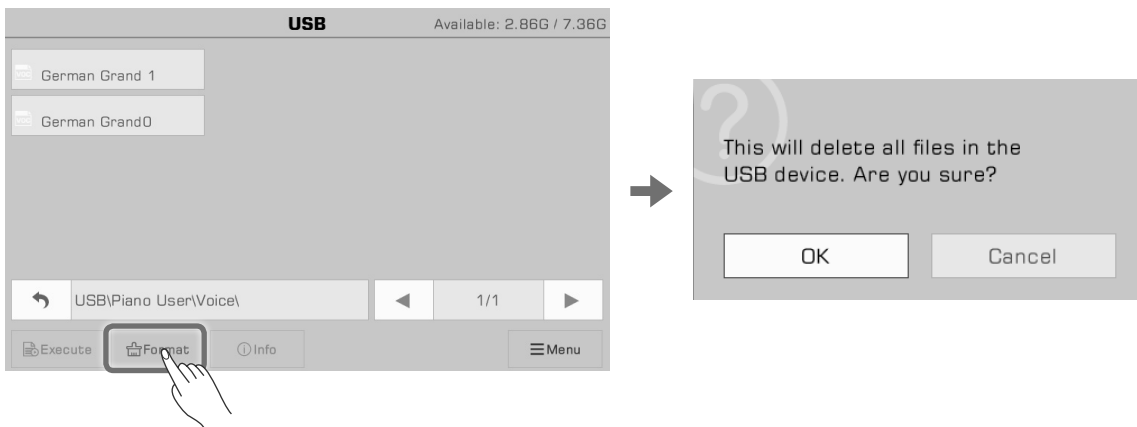 USB
Available: 2.86G / 7.36G
German Grand 1
German Grand0
USB\Piano User\Voice\
1/1
Execute
Format
Info
Menu
This will delete all files in the
USB device. Are you sure?
OK
Cancel